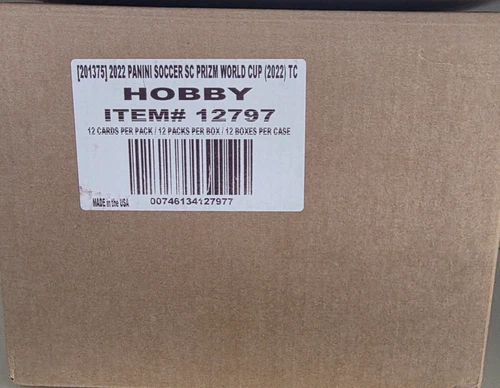 [201375] 2022 PANINI SOCCER SC PRIZM WORLD CUP (2022) TC
HOBBY
ITEM# 12797
12 CARDS PER PACK / 12 PACKS PER BOX / 12 BOXES PER CASE
MADE in the USA 00746134127977